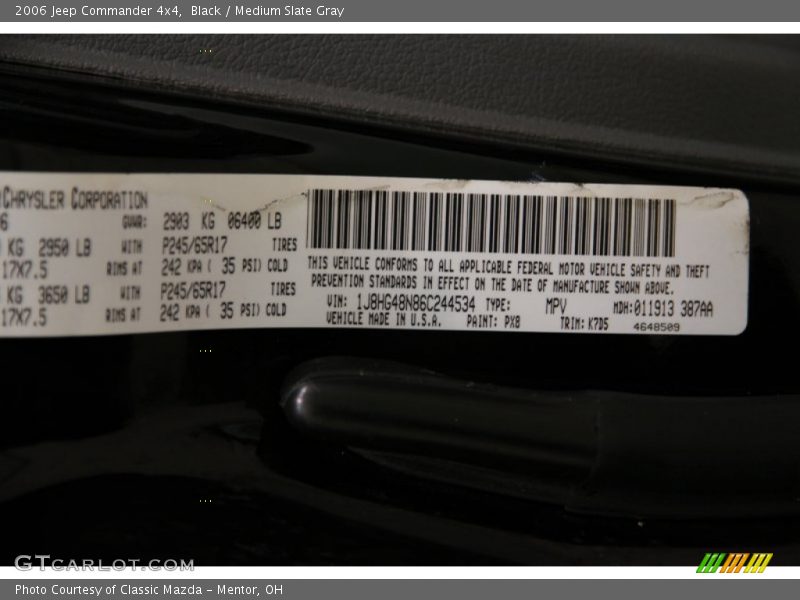 2006 Jeep Commander 4x4, Black / Medium Slate Gray
CHRYSLER CORPORATION
6 GVWR: 2903 KG 06400 LB
KG 2950 LB WITH P245/65R17 TIRES
17X7.5 RIMS AT 242 KPA ( 35 PSI) COLD
KG 3650 LB WITH P245/65R17 TIRES
17X7.5 RIMS AT 242 KPA ( 35 PSI) COLD
THIS VEHICLE CONFORMS TO ALL APPLICABLE FEDERAL MOTOR VEHICLE SAFETY AND THEFT
PREVENTION STANDARDS IN EFFECT ON THE DATE OF MANUFACTURE SHOWN ABOVE.
VIN: 1J8HG48N86C244534 TYPE: MPV MDH:011913 387AA
VEHICLE MADE IN U.S.A. PAINT: PX8 TRIM: K7D5 4648509
GTCARLOT.COM
Photo Courtesy of Classic Mazda - Mentor, OH